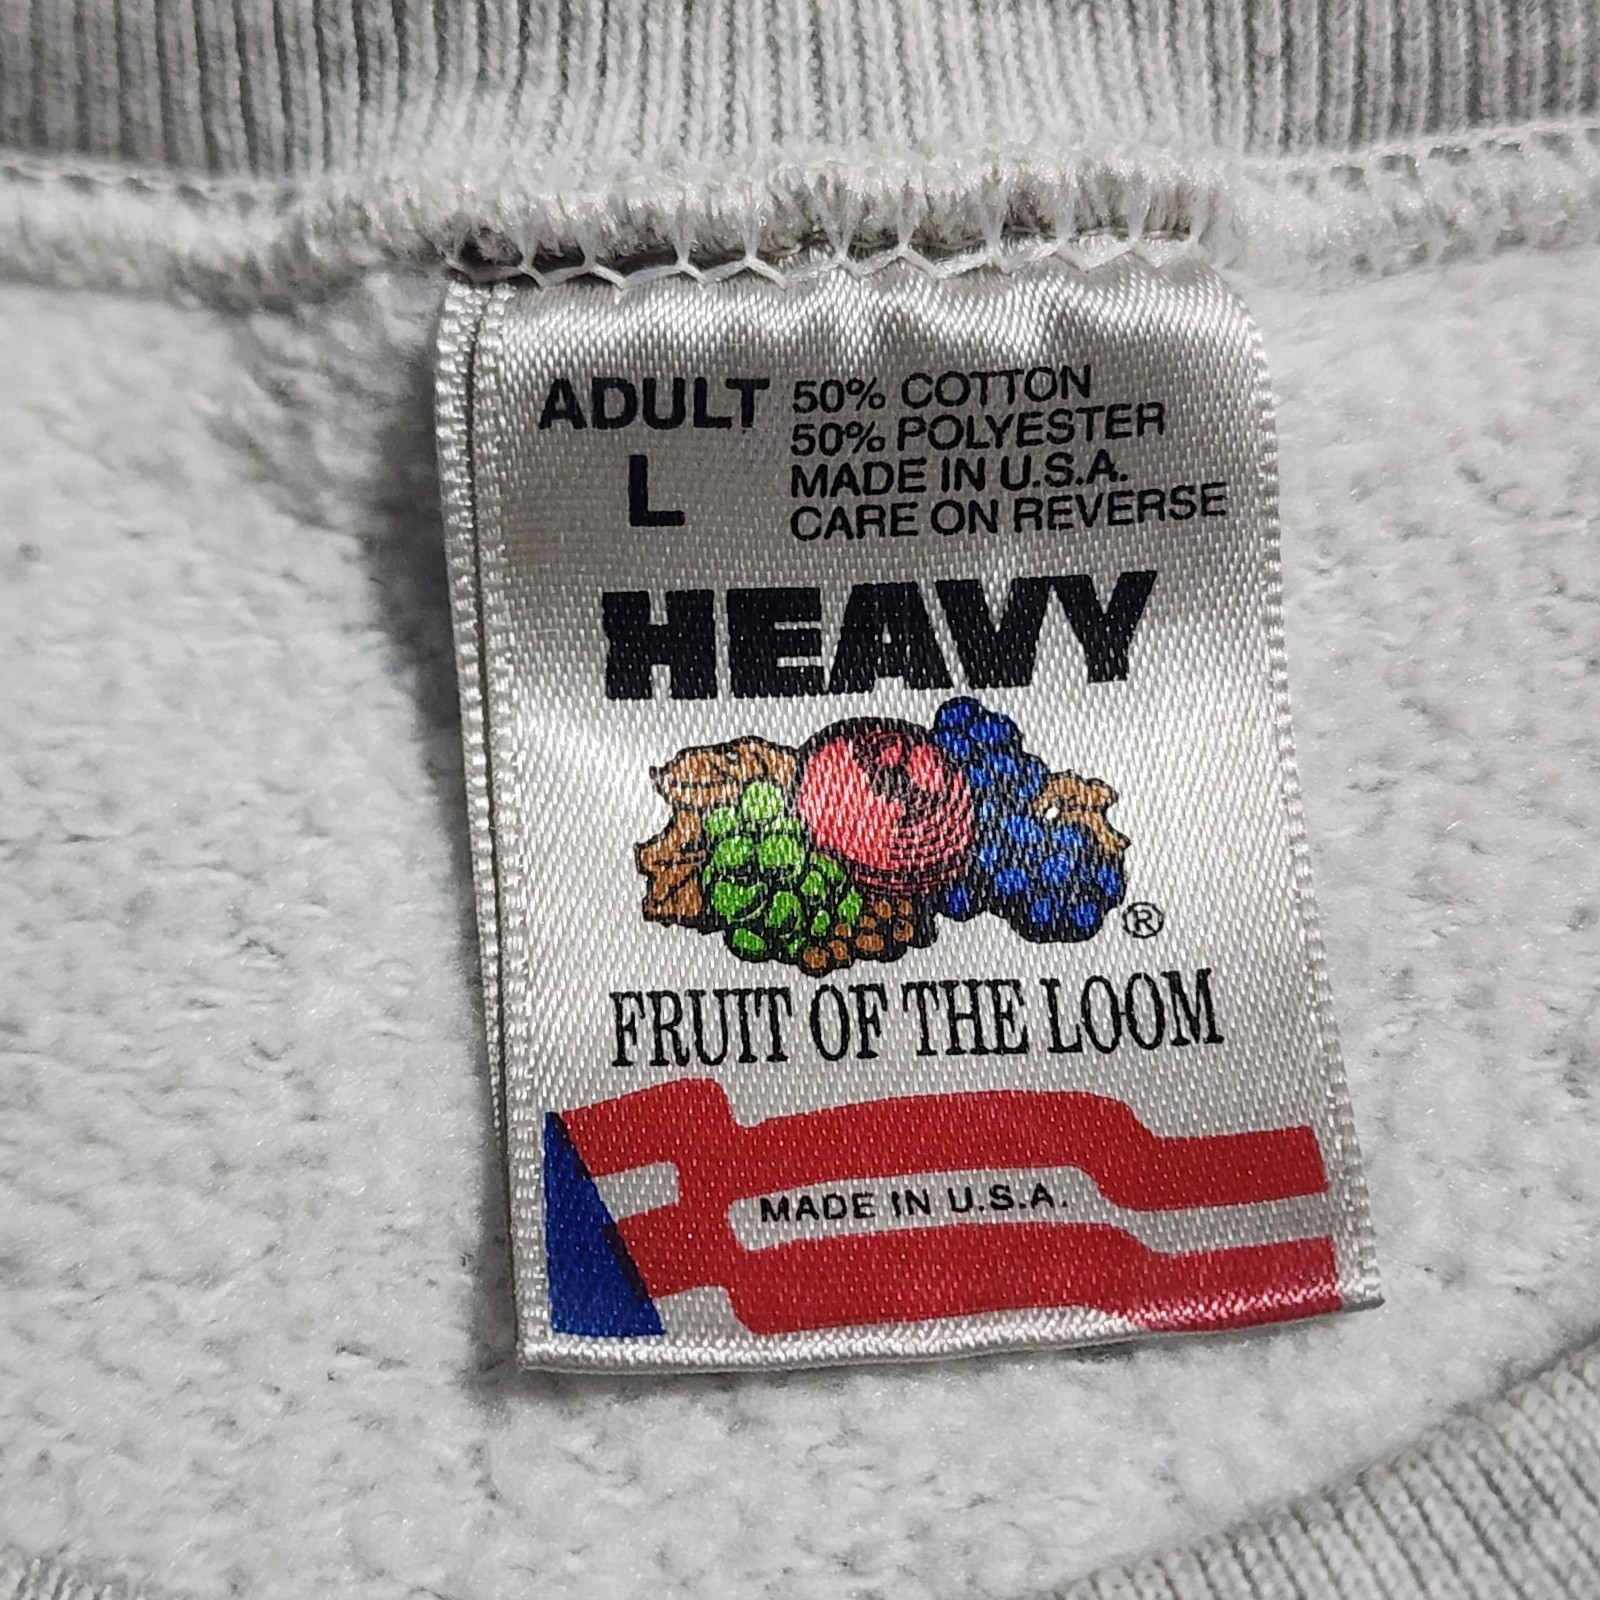 ADULT
L
50% COTTON
50% POLYESTER
MADE IN U.S.A.
CARE ON REVERSE
HEAVY
®
FRUIT OF THE LOOM
MADE IN U.S.A.